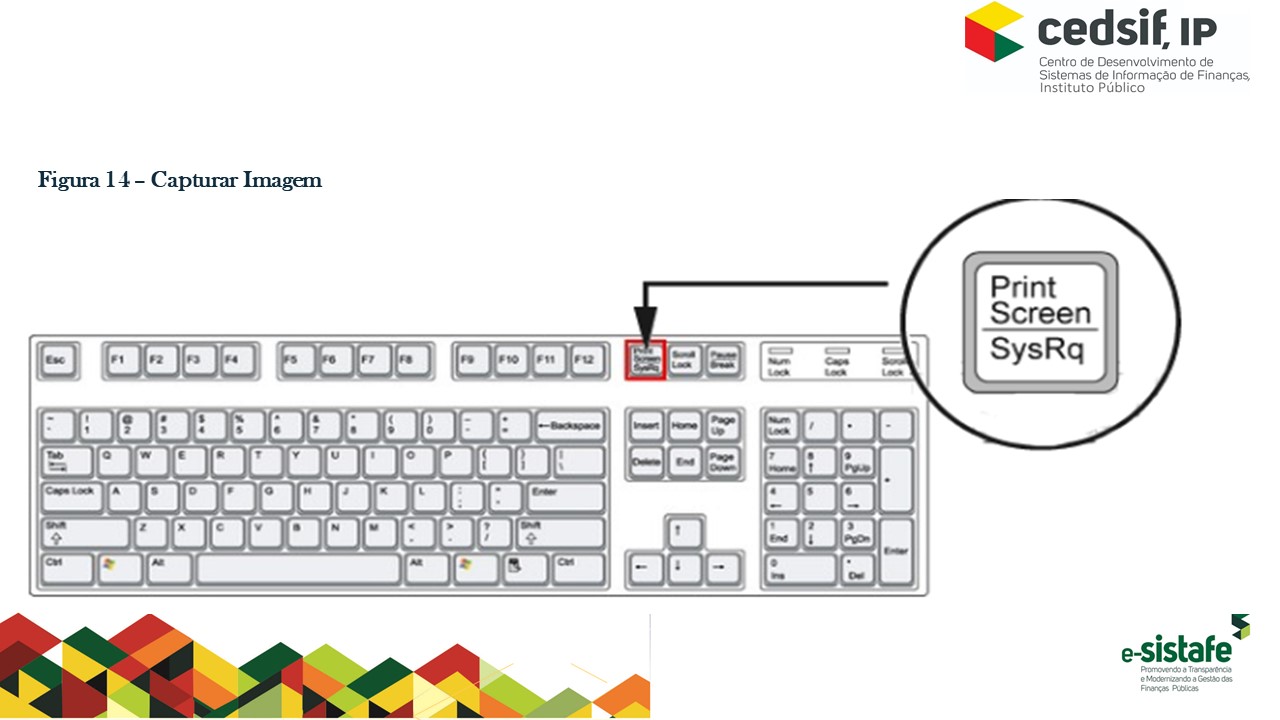 cedsif, IP
Centro de Desenvolvimento de
Sistemas de Informação de Finanças,
Instituto Público
Figura 14 – Capturar Imagem
Print
Screen
SysRq
Esc F1 F2 F3 F4 F5 F6 F7 F8 F9 F10 F11 F12
Print
Screen
SysRq
Scroll
Lock
Pause
Break
Num
Lock
Caps
Lock
Scroll
Lock
! @ # $ % ^ & * ( )
1 2 3 4 5 6 7 8 9 0 ←Backspace
Insert Home Page
Up
Num
Lock
/ -
Tab Q W E R T Y U I O P
Delete End Page
Down
7
Home
8
↑
9
PgUp
Caps Lock A S D F G H J K L Enter
4
←
5 6
→
Shift Z X C V B N M < > ? Shift
/
↑
1
End
2
↓
3
PgDn
Enter
Ctrl Alt Alt Ctrl
← ↓ →
0
Ins
Del
e-sistafe
Promovendo a Transparência
e Modernizando a Gestão das
Finanças Públicas